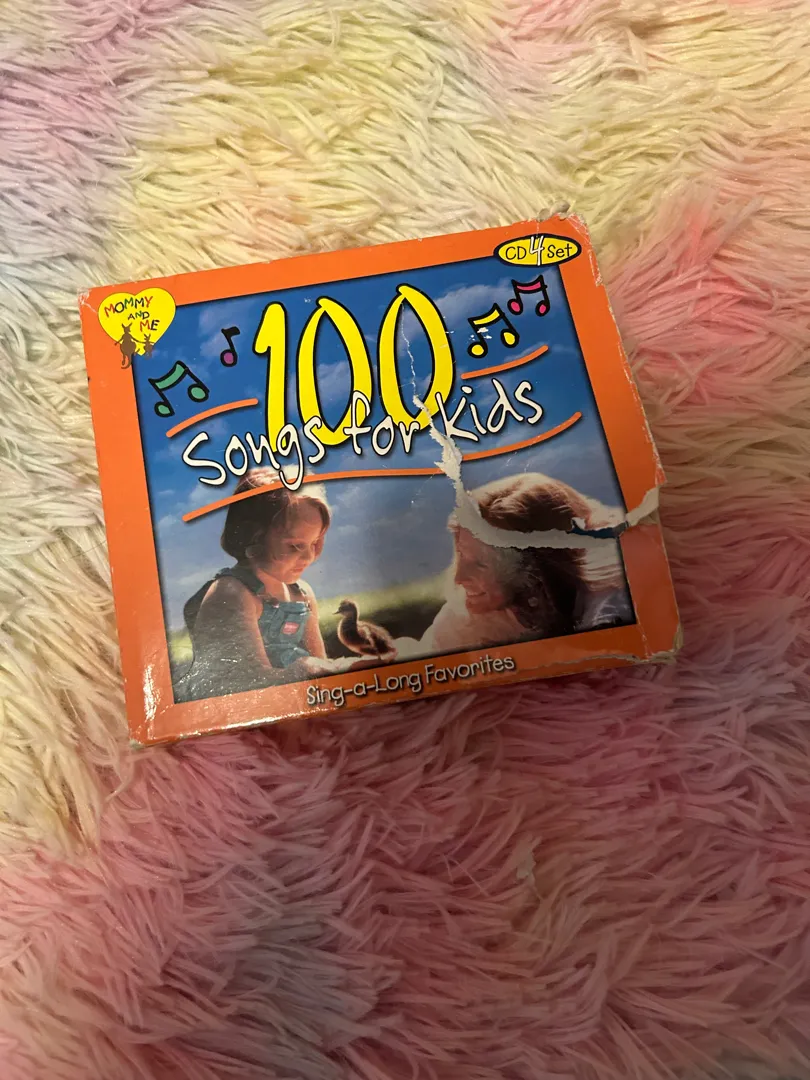 CD 4 Set
MOMMY
AND
ME
100
Songs for Kids
Sing-a-Long Favorites